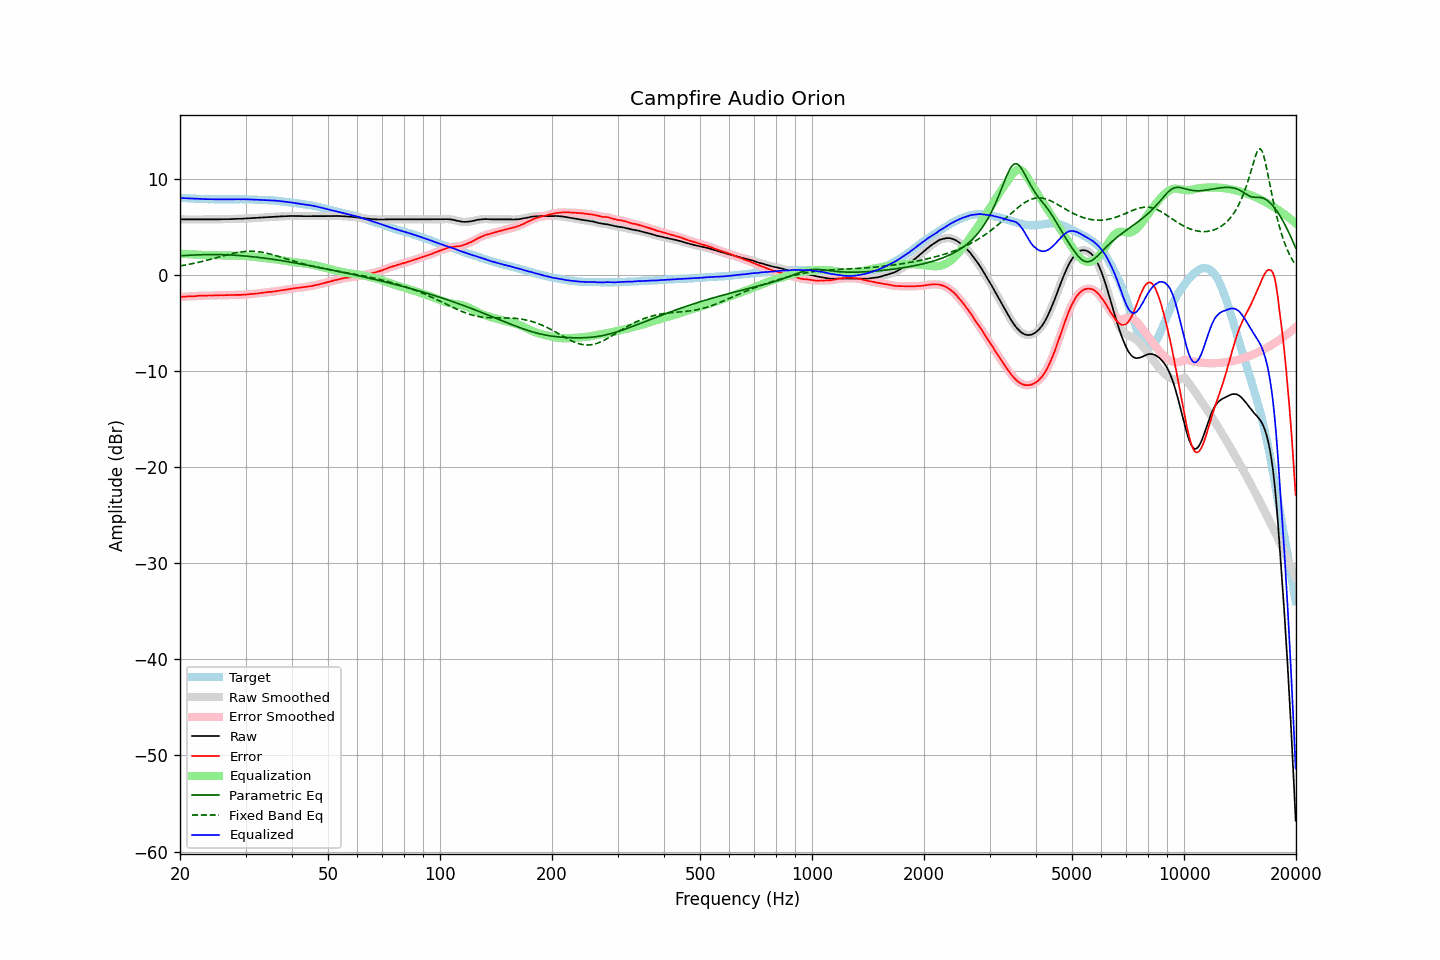 Campfire Audio Orion
Amplitude (dBr)
10
0
−10
−20
−30
−40
−50
−60
Target
Raw Smoothed
Error Smoothed
Raw
Error
Equalization
Parametric Eq
Fixed Band Eq
Equalized
20 50 100 200 500 1000 2000 5000 10000 20000
Frequency (Hz)